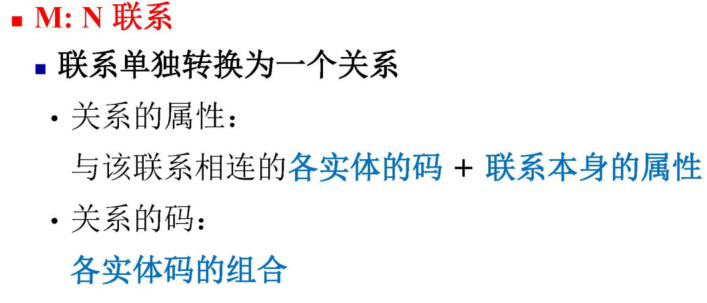 ▪ M: N 联系
▪ 联系单独转换为一个关系
• 关系的属性：
与该联系相连的各实体的码 + 联系本身的属性
• 关系的码：
各实体码的组合